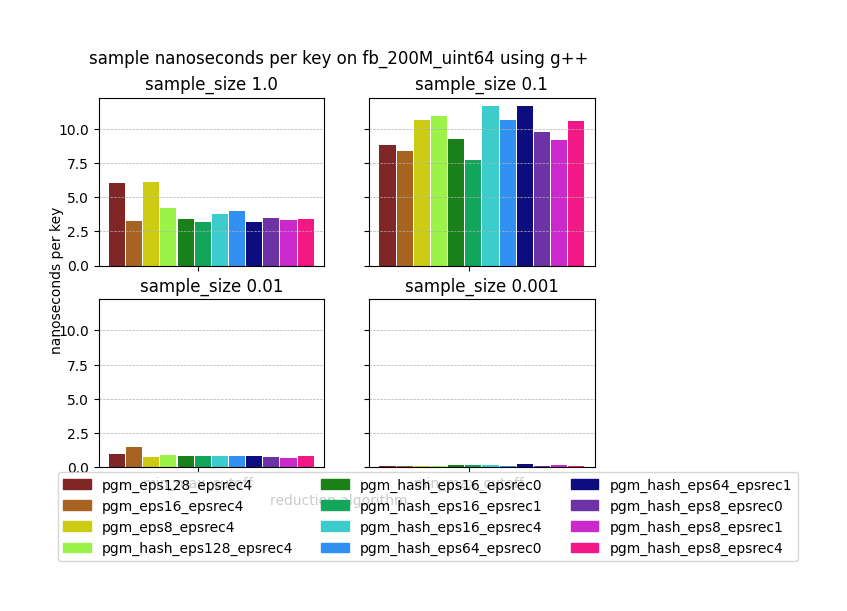 sample nanoseconds per key on fb_200M_uint64 using g++
sample_size 1.0
sample_size 0.1
10.0
7.5
5.0
2.5
0.0
nanoseconds per key
sample_size 0.01
sample_size 0.001
10.0
7.5
5.0
2.5
0.0
reduction algorithm
pgm_eps128_epsrec4
pgm_eps16_epsrec4
pgm_eps8_epsrec4
pgm_hash_eps128_epsrec4
pgm_hash_eps16_epsrec0
pgm_hash_eps16_epsrec1
pgm_hash_eps16_epsrec4
pgm_hash_eps64_epsrec0
pgm_hash_eps64_epsrec1
pgm_hash_eps8_epsrec0
pgm_hash_eps8_epsrec1
pgm_hash_eps8_epsrec4